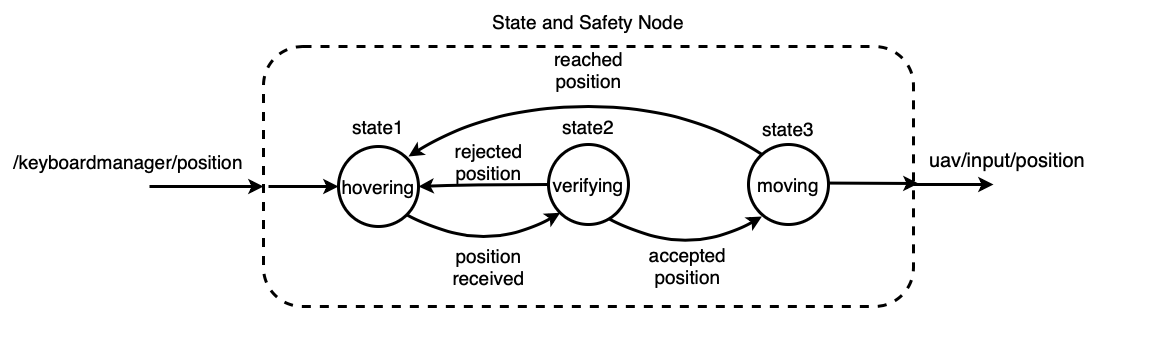 State and Safety Node
reached
position
state1
state2
state3
/keyboardmanager/position
rejected
position
uav/input/position
hovering
verifying
moving
position
received
accepted
position